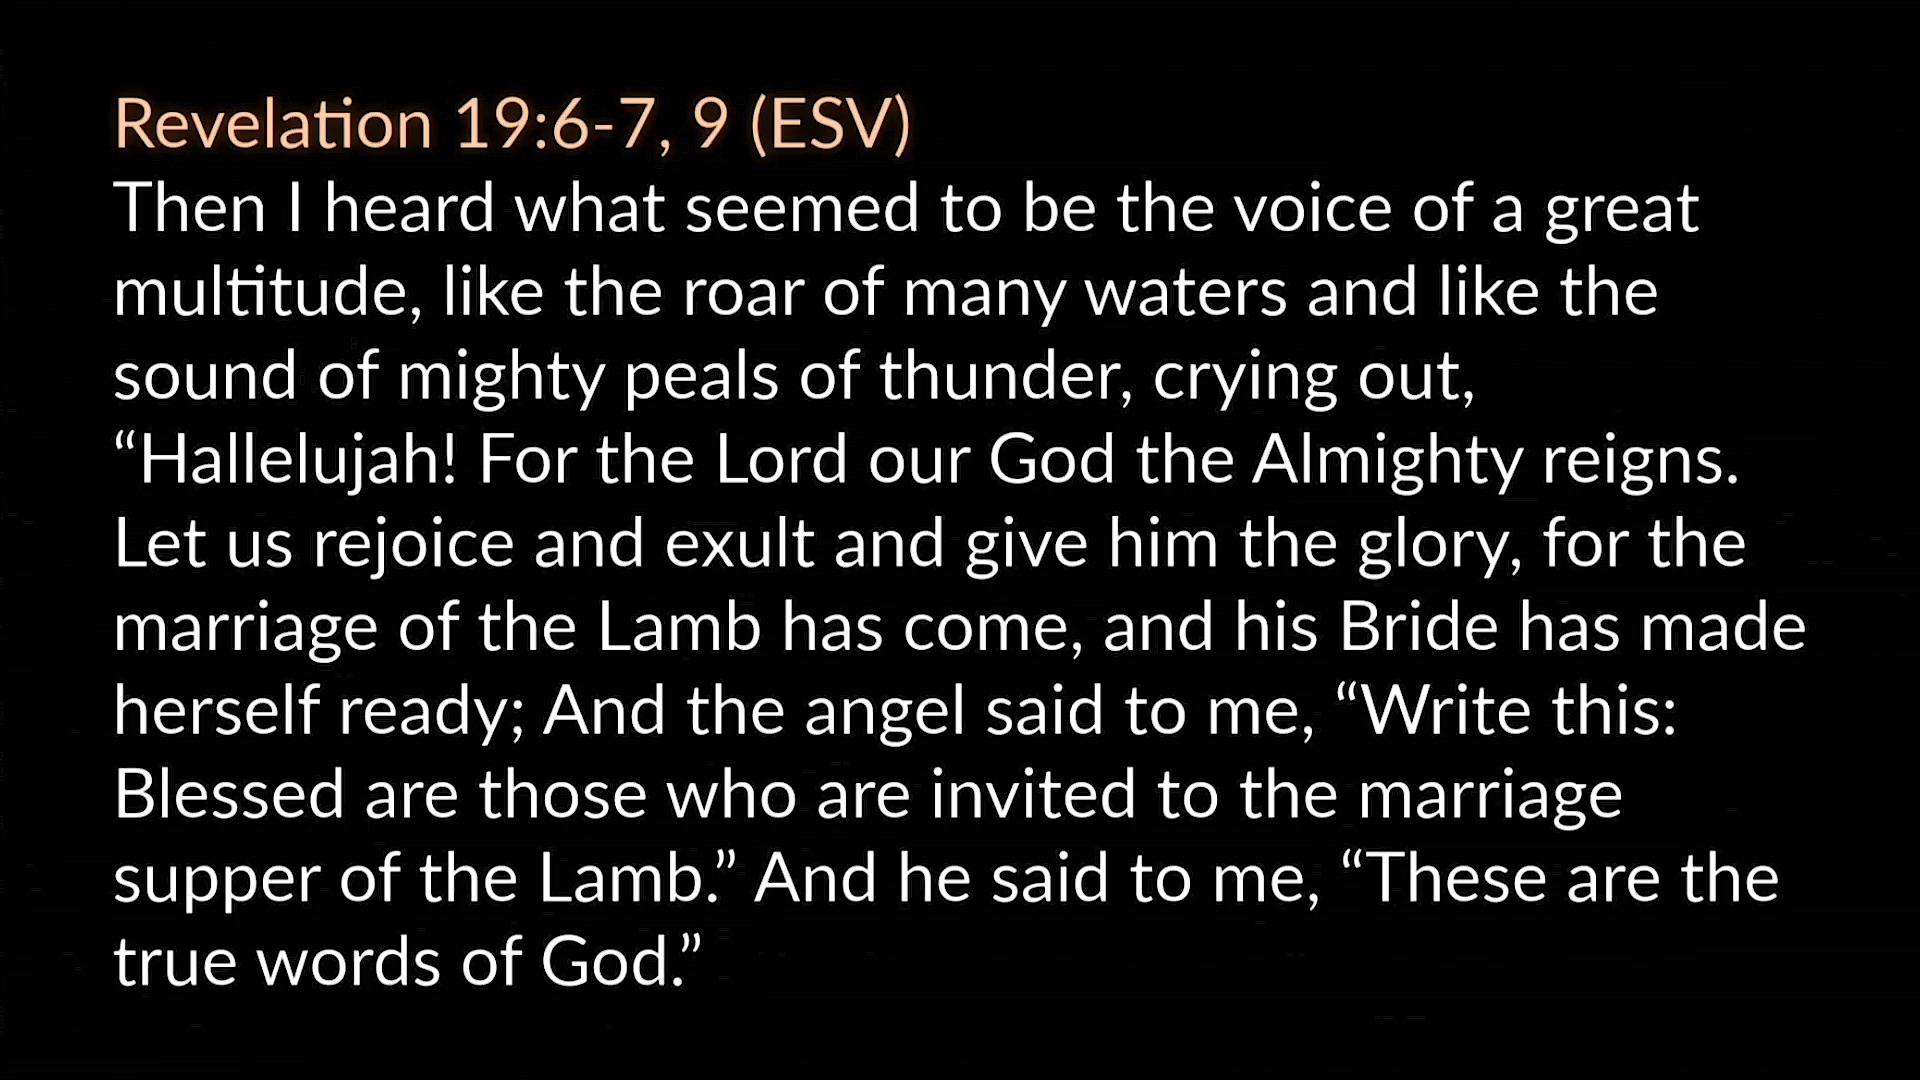 Revelation 19:6-7, 9 (ESV)
Then I heard what seemed to be the voice of a great
multitude, like the roar of many waters and like the
sound of mighty peals of thunder, crying out,
“Hallelujah! For the Lord our God the Almighty reigns.
Let us rejoice and exult and give him the glory, for the
marriage of the Lamb has come, and his Bride has made
herself ready; And the angel said to me, “Write this:
Blessed are those who are invited to the marriage
supper of the Lamb.” And he said to me, “These are the
true words of God.”